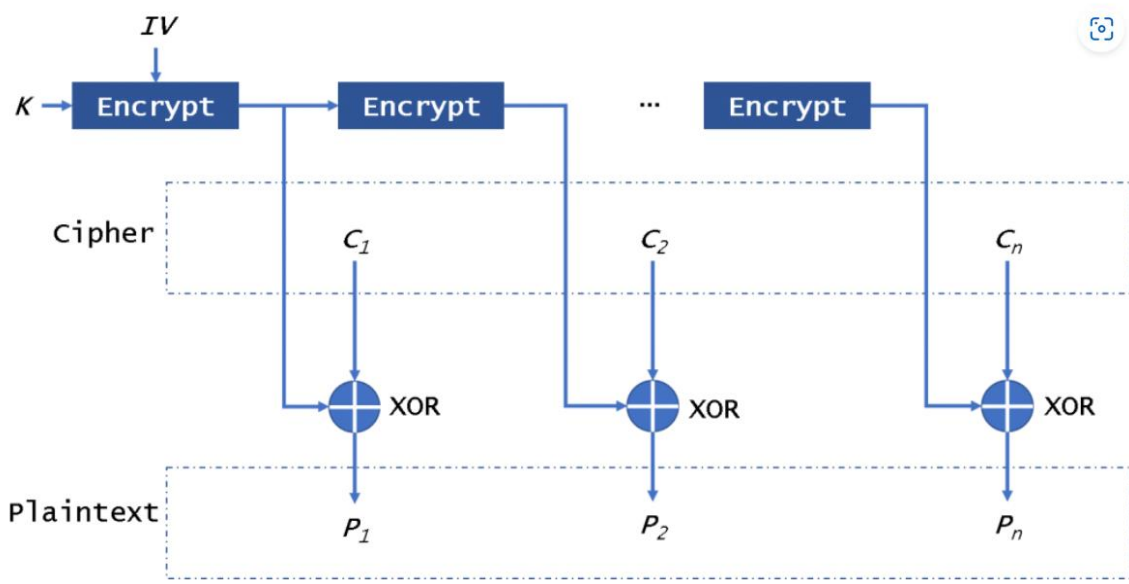 IV
K Encrypt Encrypt ... Encrypt
Cipher C₁ C₂ Cₙ
XOR XOR XOR
Plaintext P₁ P₂ Pₙ